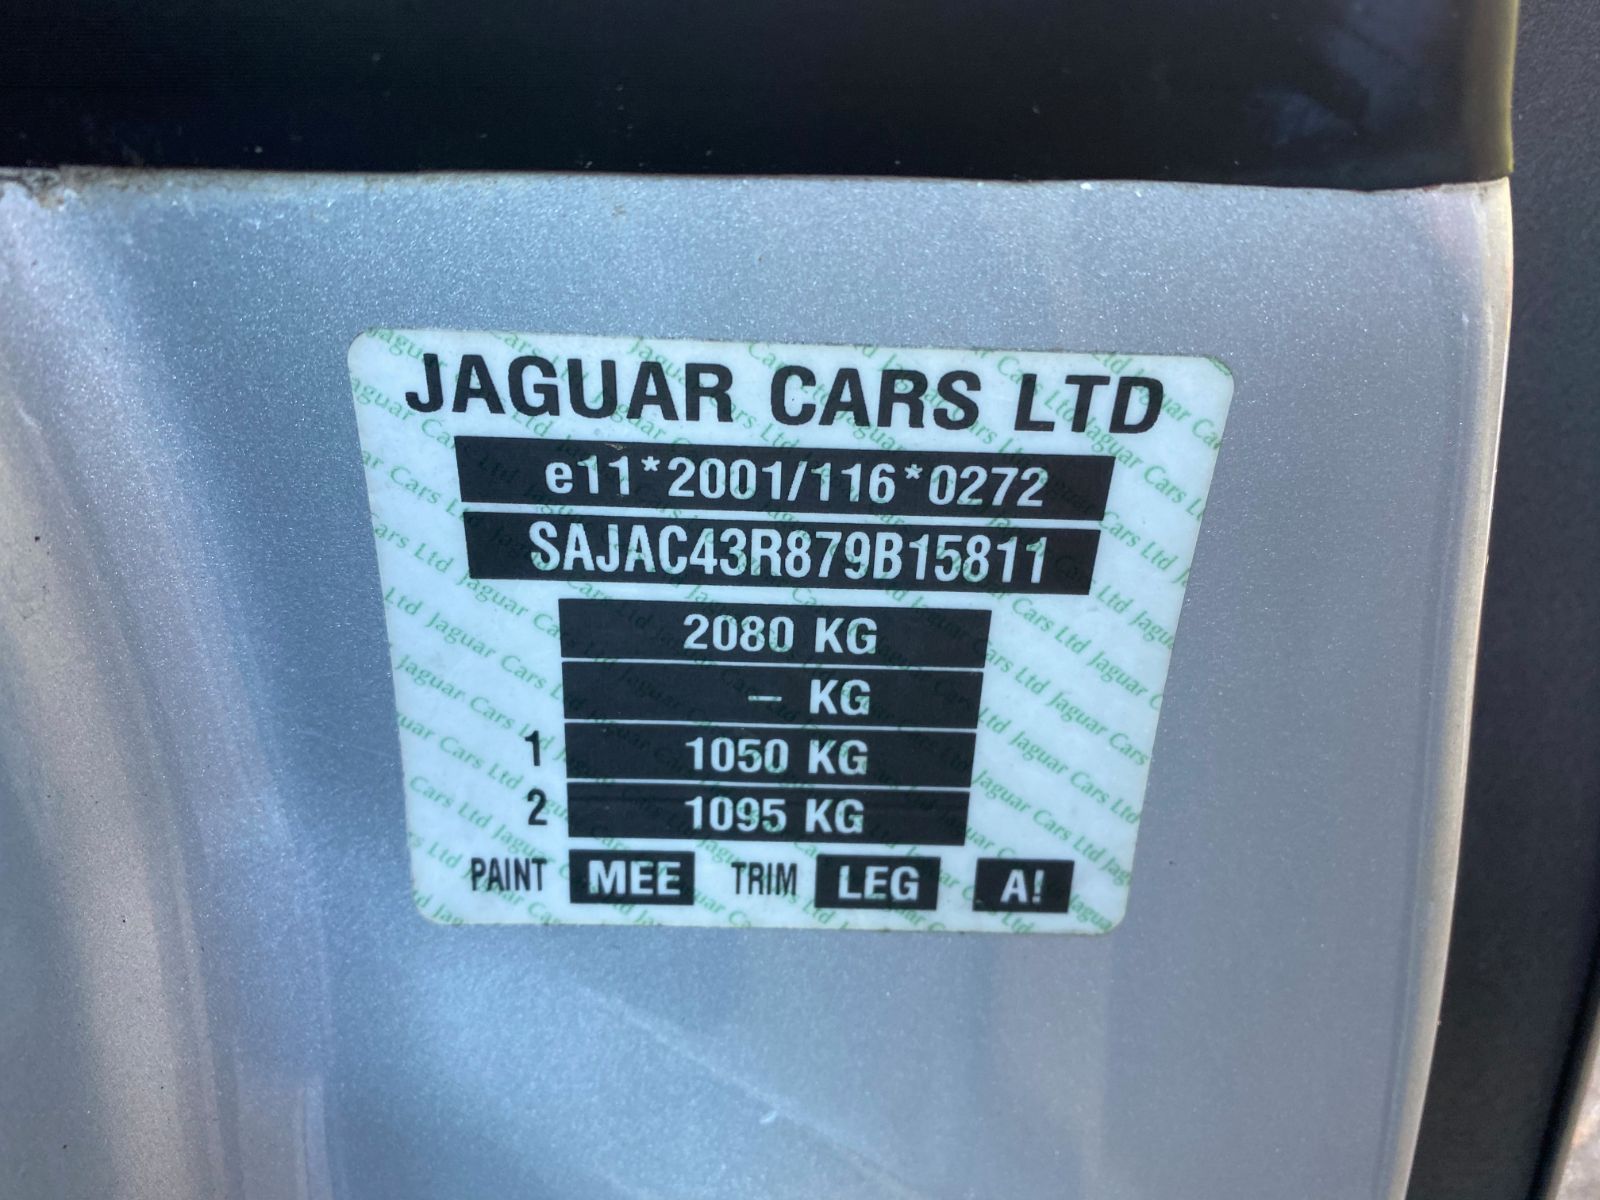 JAGUAR CARS LTD
e11*2001/116*0272
SAJAC43R879B15811
2080 KG
– KG
1 1050 KG
2 1095 KG
PAINT MEE TRIM LEG A!